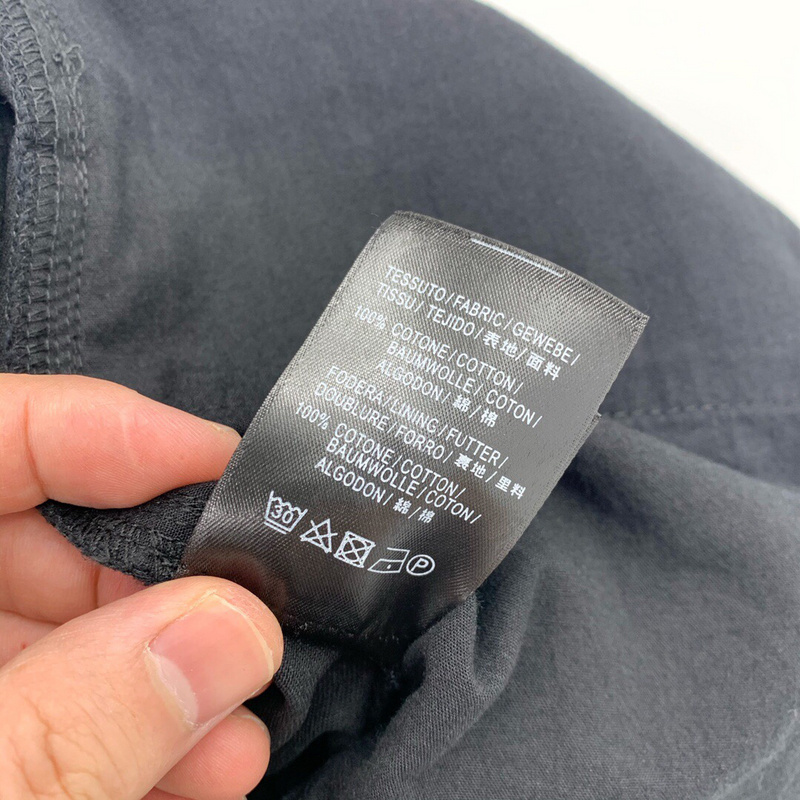 TESSUTO/FABRIC/GEWEBE/
TISSU/TEJIDO/表地/面料
100% COTONE/COTTON/
BAUMWOLLE/COTON/
ALGODON/綿/棉
FODERA/LINING/FUTTER/
DOUBLURE/FORRO/裏地/里料
100% COTONE/COTTON/
BAUMWOLLE/COTON/
ALGODON/綿/棉
30 P